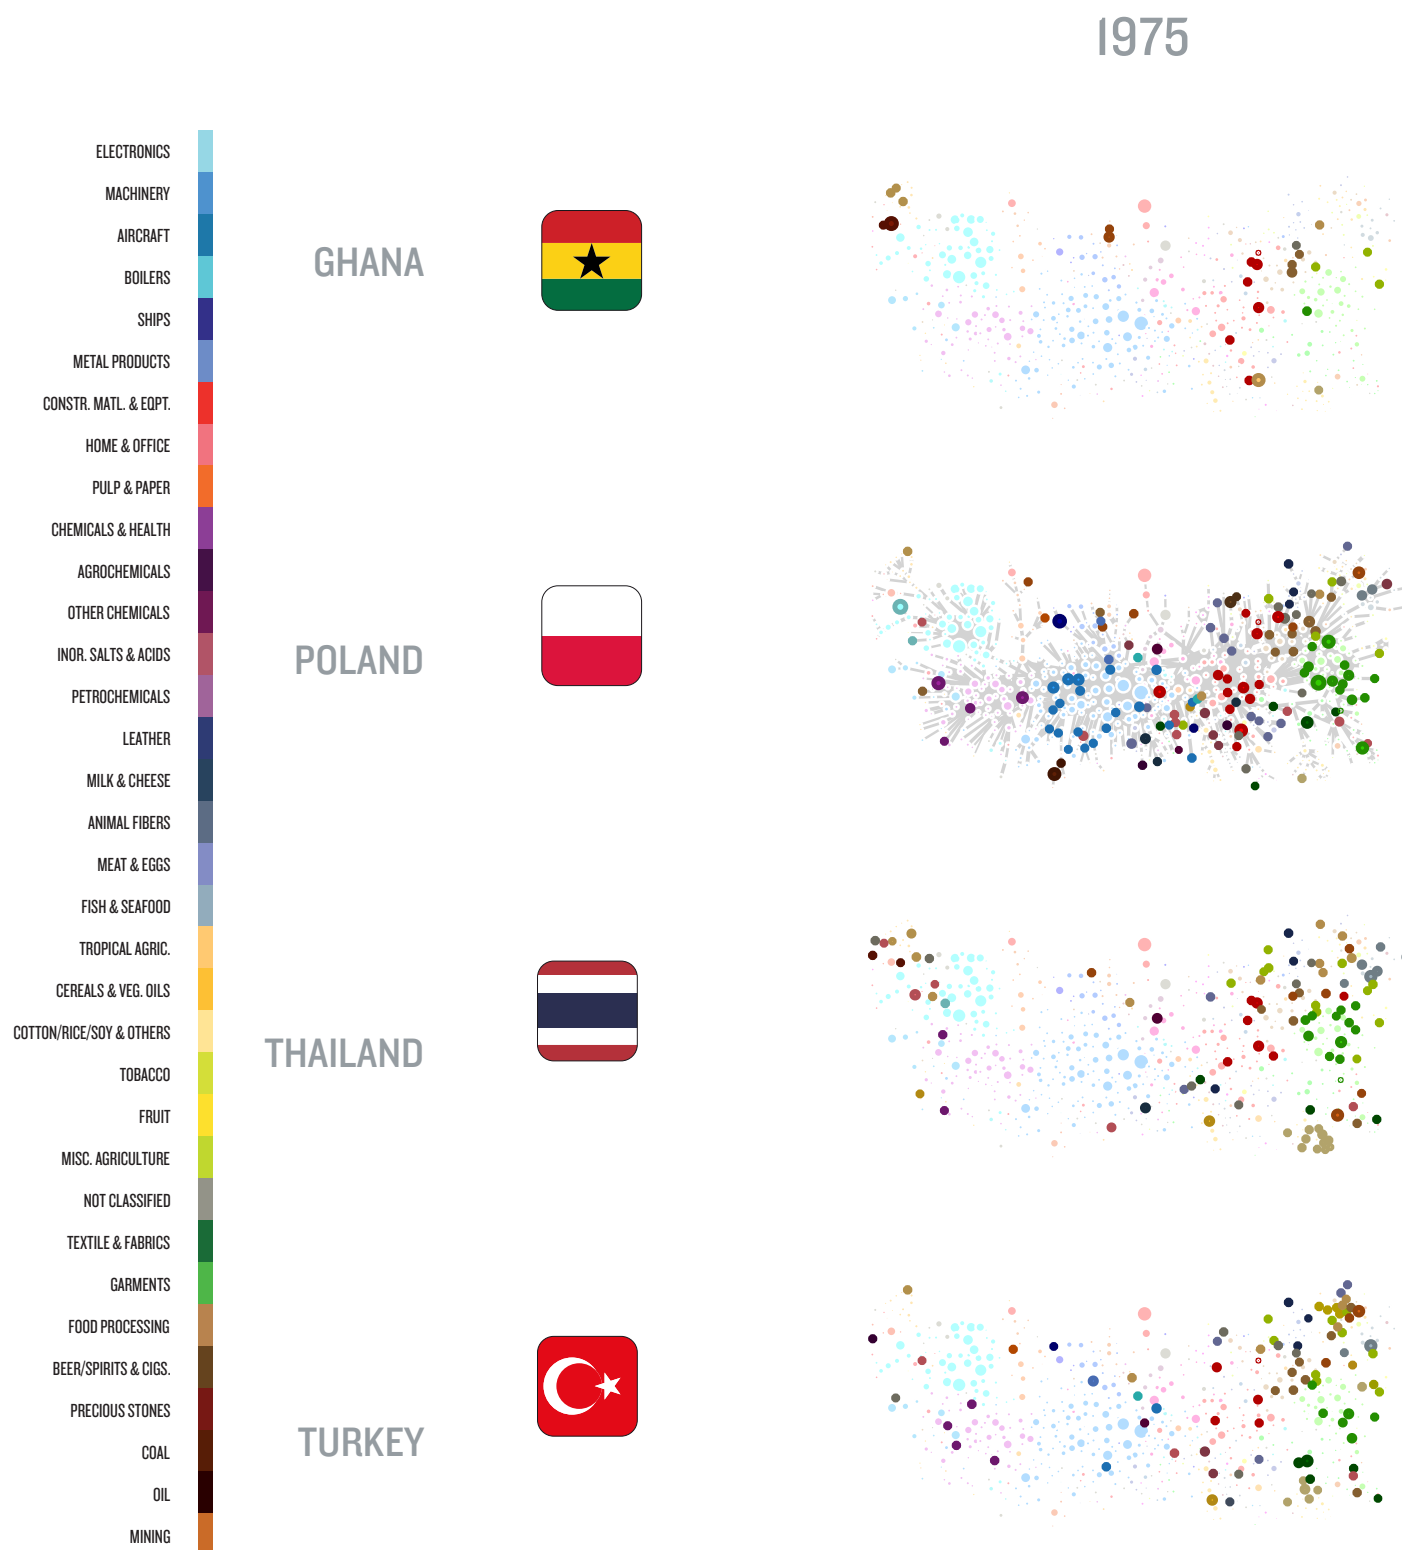 1975
ELECTRONICS
MACHINERY
AIRCRAFT
BOILERS
SHIPS
METAL PRODUCTS
CONSTR. MATL. & EQPT.
HOME & OFFICE
PULP & PAPER
CHEMICALS & HEALTH
AGROCHEMICALS
OTHER CHEMICALS
INOR. SALTS & ACIDS
PETROCHEMICALS
LEATHER
MILK & CHEESE
ANIMAL FIBERS
MEAT & EGGS
FISH & SEAFOOD
TROPICAL AGRIC.
CEREALS & VEG. OILS
COTTON/RICE/SOY & OTHERS
TOBACCO
FRUIT
MISC. AGRICULTURE
NOT CLASSIFIED
TEXTILE & FABRICS
GARMENTS
FOOD PROCESSING
BEER/SPIRITS & CIGS.
PRECIOUS STONES
COAL
OIL
MINING
GHANA
POLAND
THAILAND
TURKEY